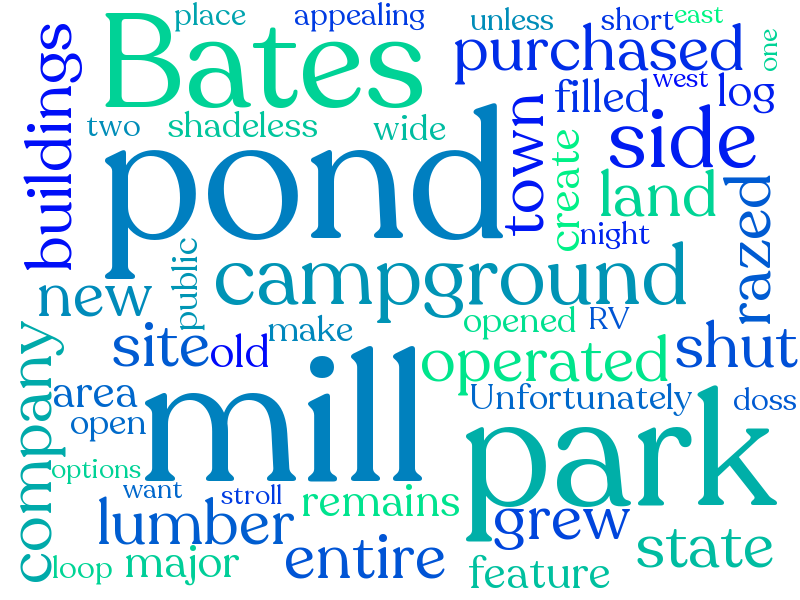 place
appealing
unless
short
east
one
Bates
purchased
buildings
west
log
filled
two
shadeless
wide
town
side
create
pond
land
razed
night
public
campground
new
opened
RV
make
site
old
operated
shut
company
area
mill
Unfortunately
doss
open
park
options
want
stroll
remains
lumber
grew
state
loop
major
entire
feature